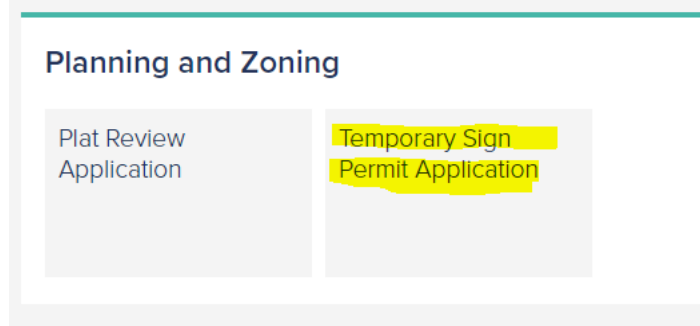 Planning and Zoning
Plat Review
Application
Temporary Sign
Permit Application